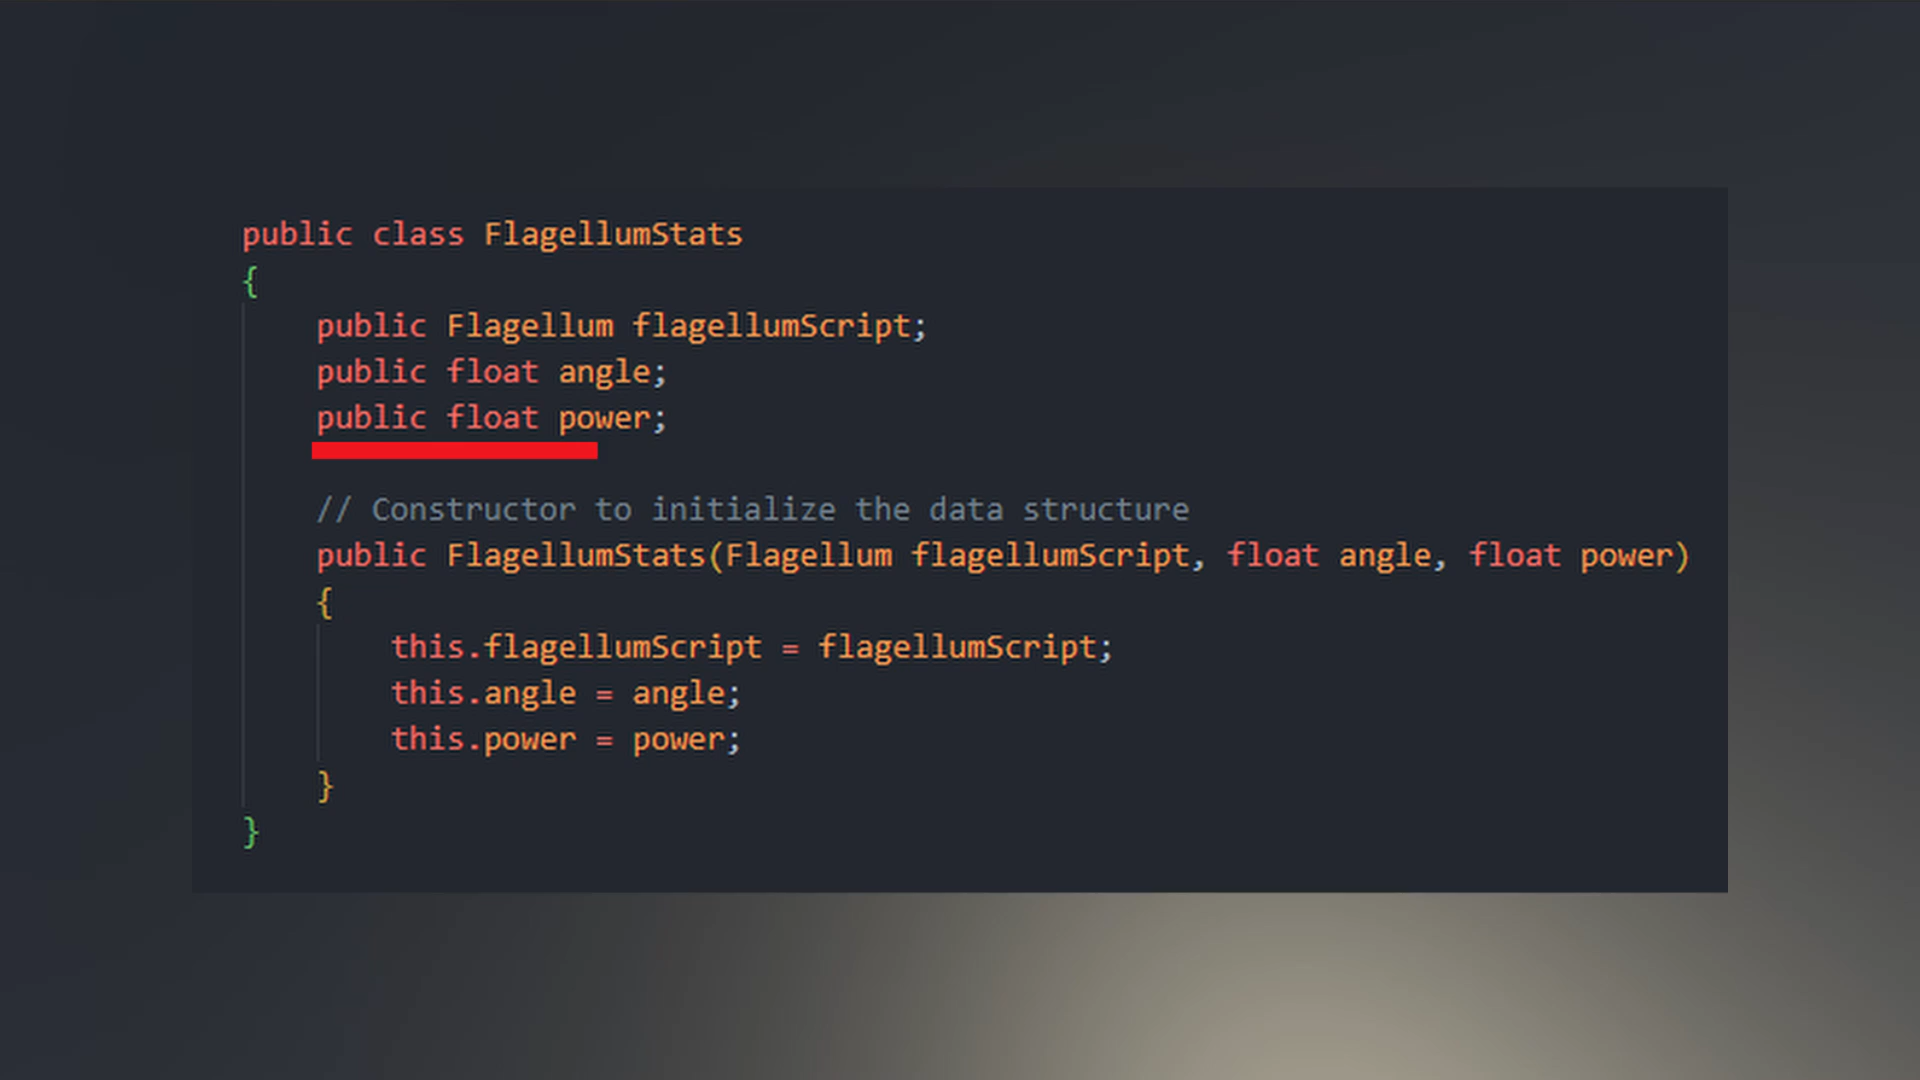 public class FlagellumStats
{
public Flagellum flagellumScript;
public float angle;
public float power;
// Constructor to initialize the data structure
public FlagellumStats(Flagellum flagellumScript, float angle, float power)
{
this.flagellumScript = flagellumScript;
this.angle = angle;
this.power = power;
}
}